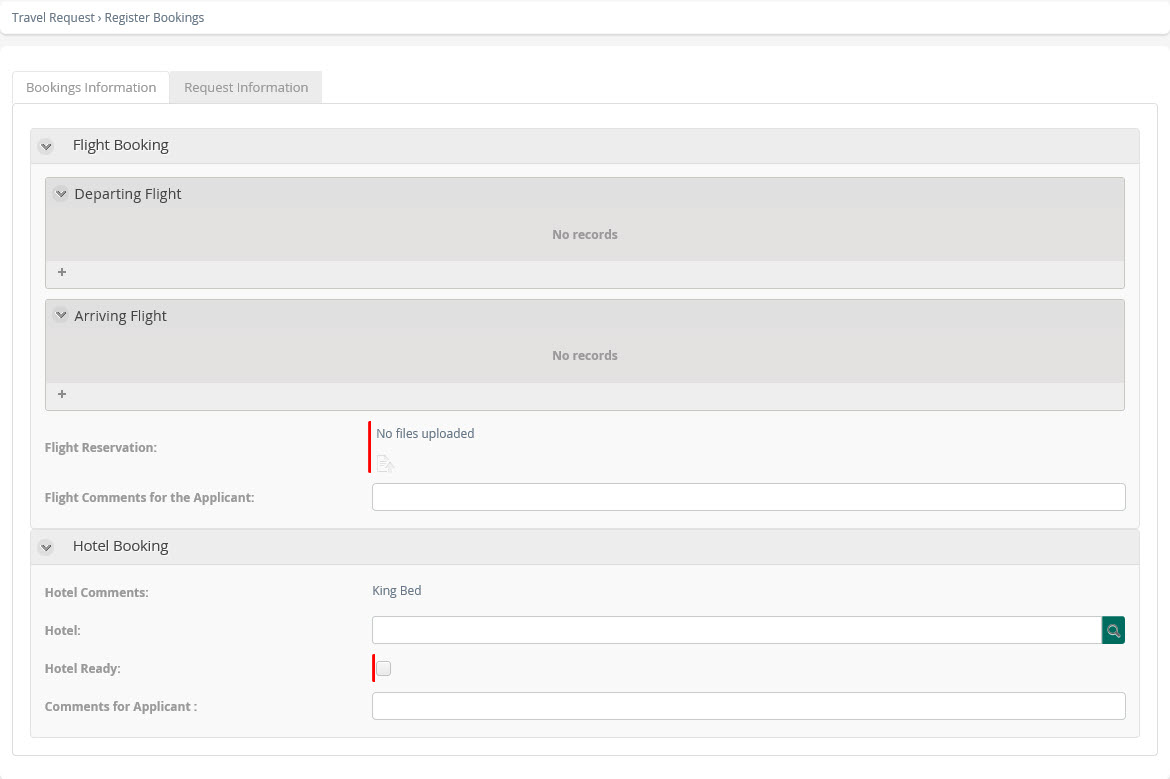 Travel Request › Register Bookings
Bookings Information
Request Information
Flight Booking
Departing Flight
No records
+
Arriving Flight
No records
+
Flight Reservation:
No files uploaded
Flight Comments for the Applicant:
Hotel Booking
Hotel Comments:
King Bed
Hotel:
Hotel Ready:
Comments for Applicant :